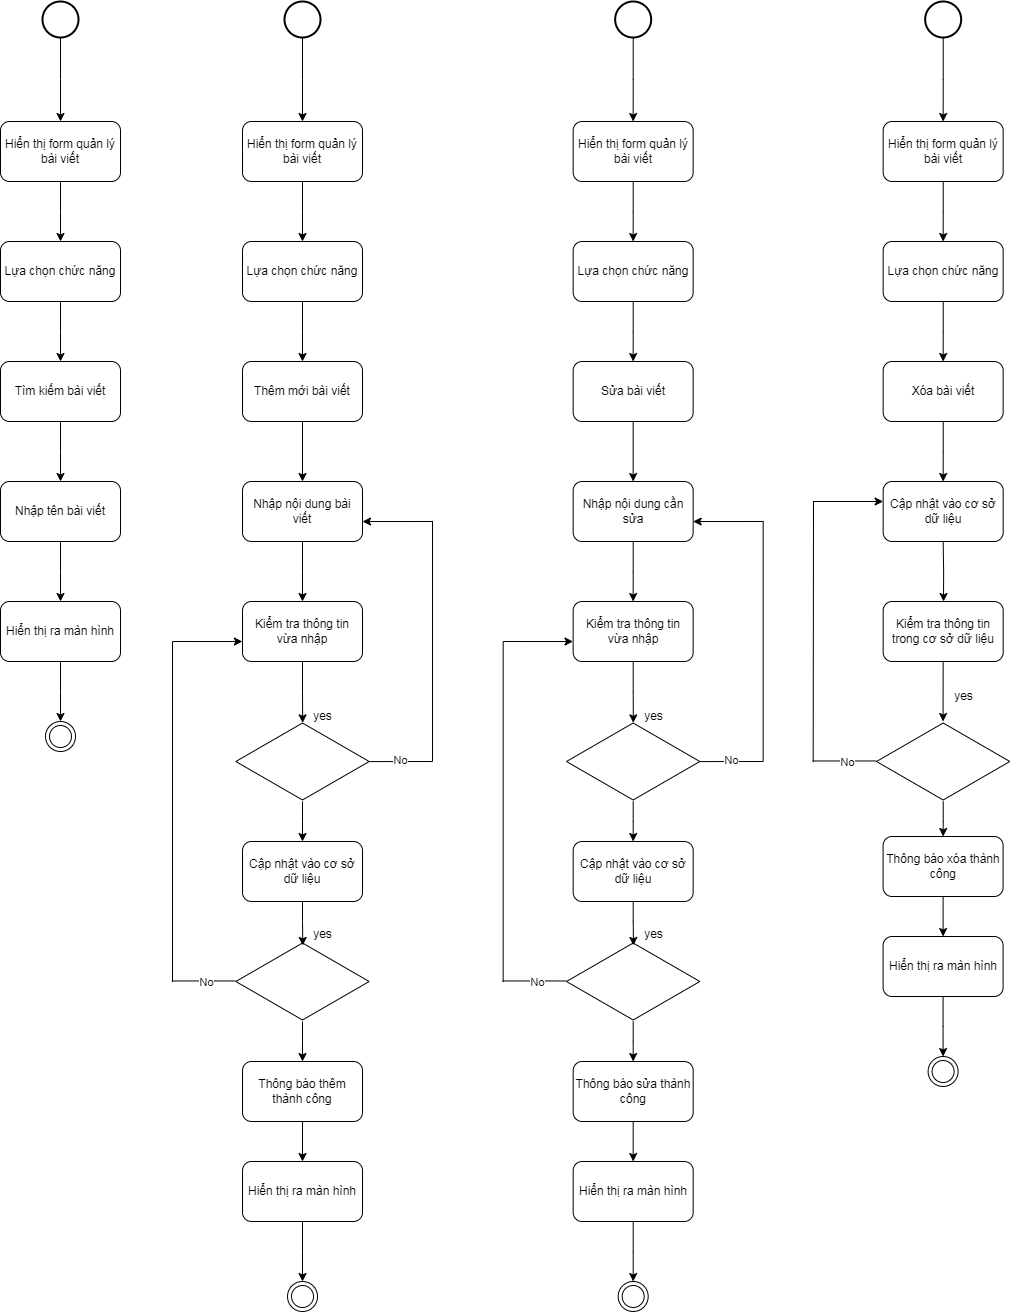 Hiển thị form quản lý
bài viết
Lựa chọn chức năng
Tìm kiếm bài viết
Nhập tên bài viết
Hiển thị ra màn hình
Hiển thị form quản lý
bài viết
Lựa chọn chức năng
Thêm mới bài viết
Nhập nội dung bài
viết
Kiểm tra thông tin
vừa nhập
yes
No
Cập nhật vào cơ sở
dữ liệu
yes
No
Thông báo thêm
thành công
Hiển thị ra màn hình
Hiển thị form quản lý
bài viết
Lựa chọn chức năng
Sửa bài viết
Nhập nội dung cần
sửa
Kiểm tra thông tin
vừa nhập
yes
No
Cập nhật vào cơ sở
dữ liệu
yes
No
Thông báo sửa thành
công
Hiển thị ra màn hình
Hiển thị form quản lý
bài viết
Lựa chọn chức năng
Xóa bài viết
Cập nhật vào cơ sở
dữ liệu
Kiểm tra thông tin
trong cơ sở dữ liệu
yes
No
Thông báo xóa thành
công
Hiển thị ra màn hình